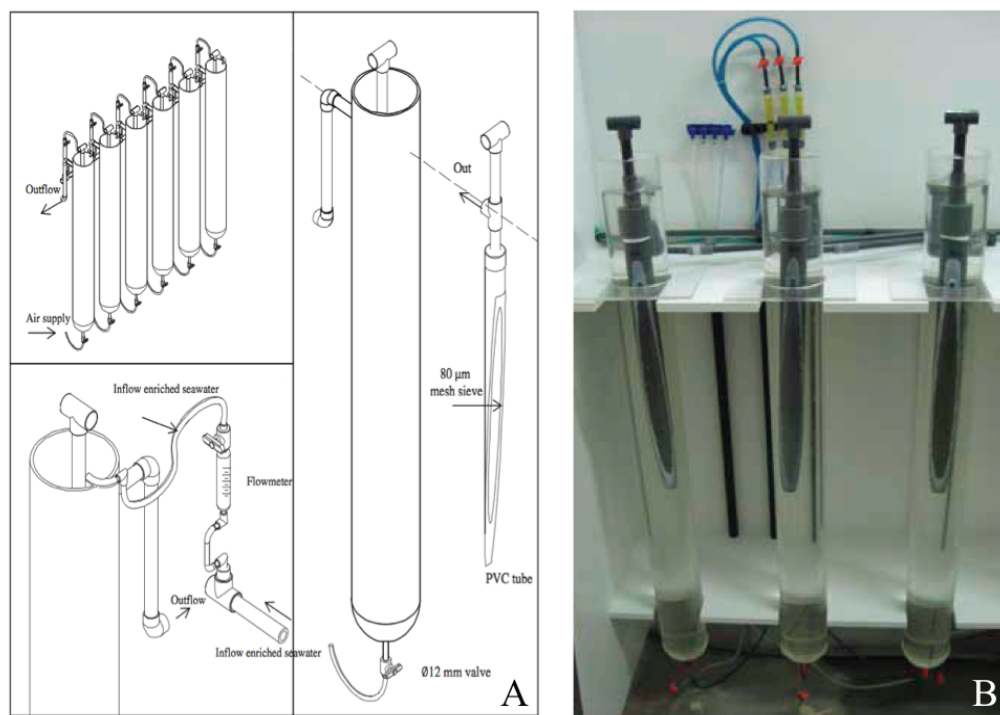 Outflow
Air supply
Inflow enriched seawater
Flowmeter
Outflow
Inflow enriched seawater
Out
80 µm
mesh sieve
PVC tube
Ø12 mm valve
A
B